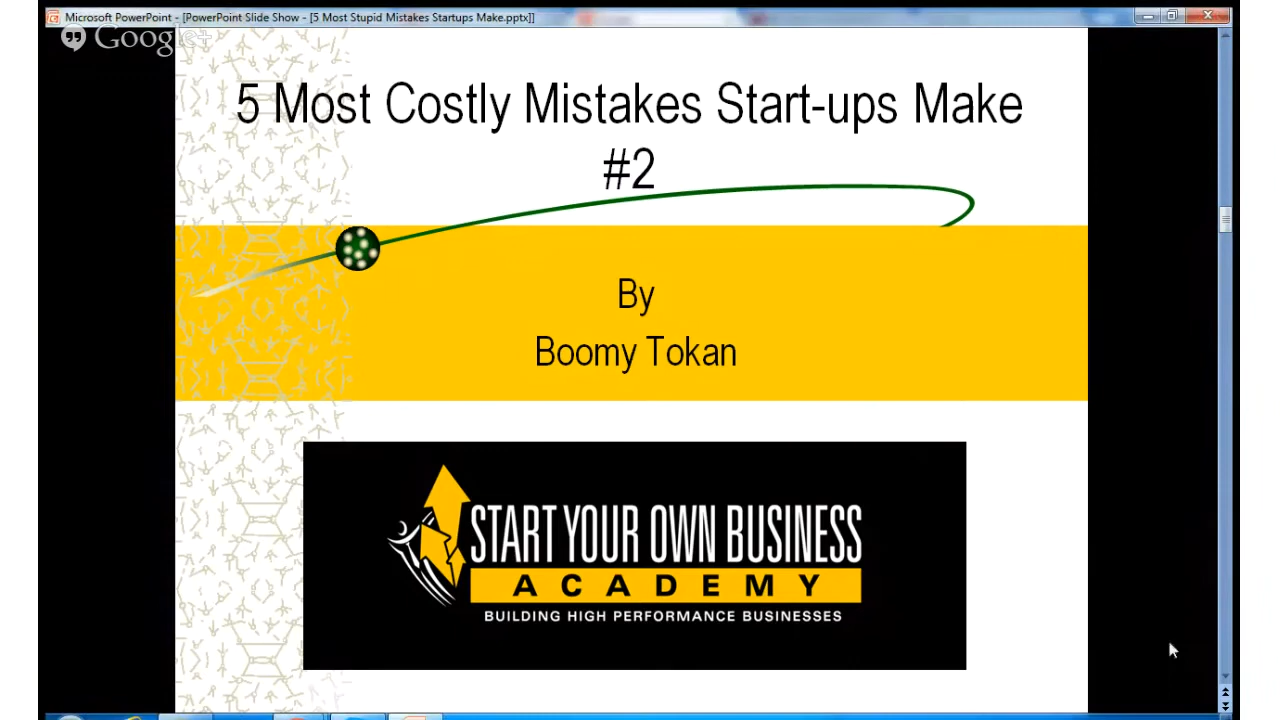 Microsoft PowerPoint - [PowerPoint Slide Show - [5 Most Stupid Mistakes Startups Make.pptx]]
Google+
5 Most Costly Mistakes Start-ups Make
#2
By
Boomy Tokan
START YOUR OWN BUSINESS
ACADEMY
BUILDING HIGH PERFORMANCE BUSINESSES